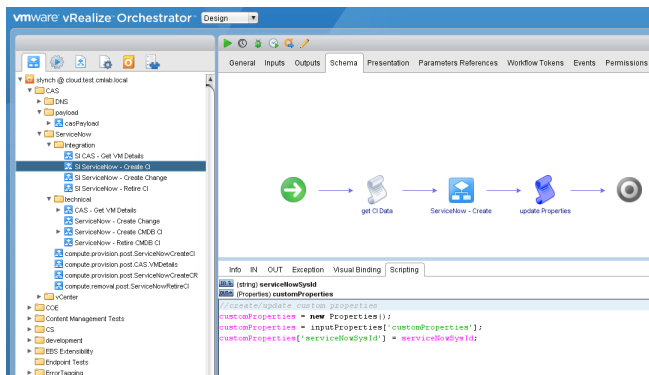 vmware vRealize Orchestrator Design
General Inputs Outputs Schema Presentation Parameters References Workflow Tokens Events Permissions
slynch @ cloud.test.cmlab.local
CAS
DNS
payload
casPayload
ServiceNow
Integration
SI CAS - Get VM Details
SI ServiceNow - Create CI
SI ServiceNow - Create Change
SI ServiceNow - Retire CI
technical
CAS - Get VM Details
ServiceNow - Create Change
ServiceNow - Create CMDB CI
ServiceNow - Retire CMDB CI
compute.provision.post.ServiceNowCreateCI
compute.provision.post.CAS.VMDetails
compute.provision.post.ServiceNowCreateCR
compute.removal.post.ServiceNowRetireCI
vCenter
COE
Content Management Tests
CS
development
EBS Extensibility
Endpoint Tests
ErrorTagging
get CI Data ServiceNow - Create update Properties
Info IN OUT Exception Visual Binding Scripting
(string) serviceNowSysId
(Properties) customProperties
//create/update custom properties
customProperties = new Properties();
customProperties = inputProperties['customProperties'];
customProperties['serviceNowSysId'] = serviceNowSysId;